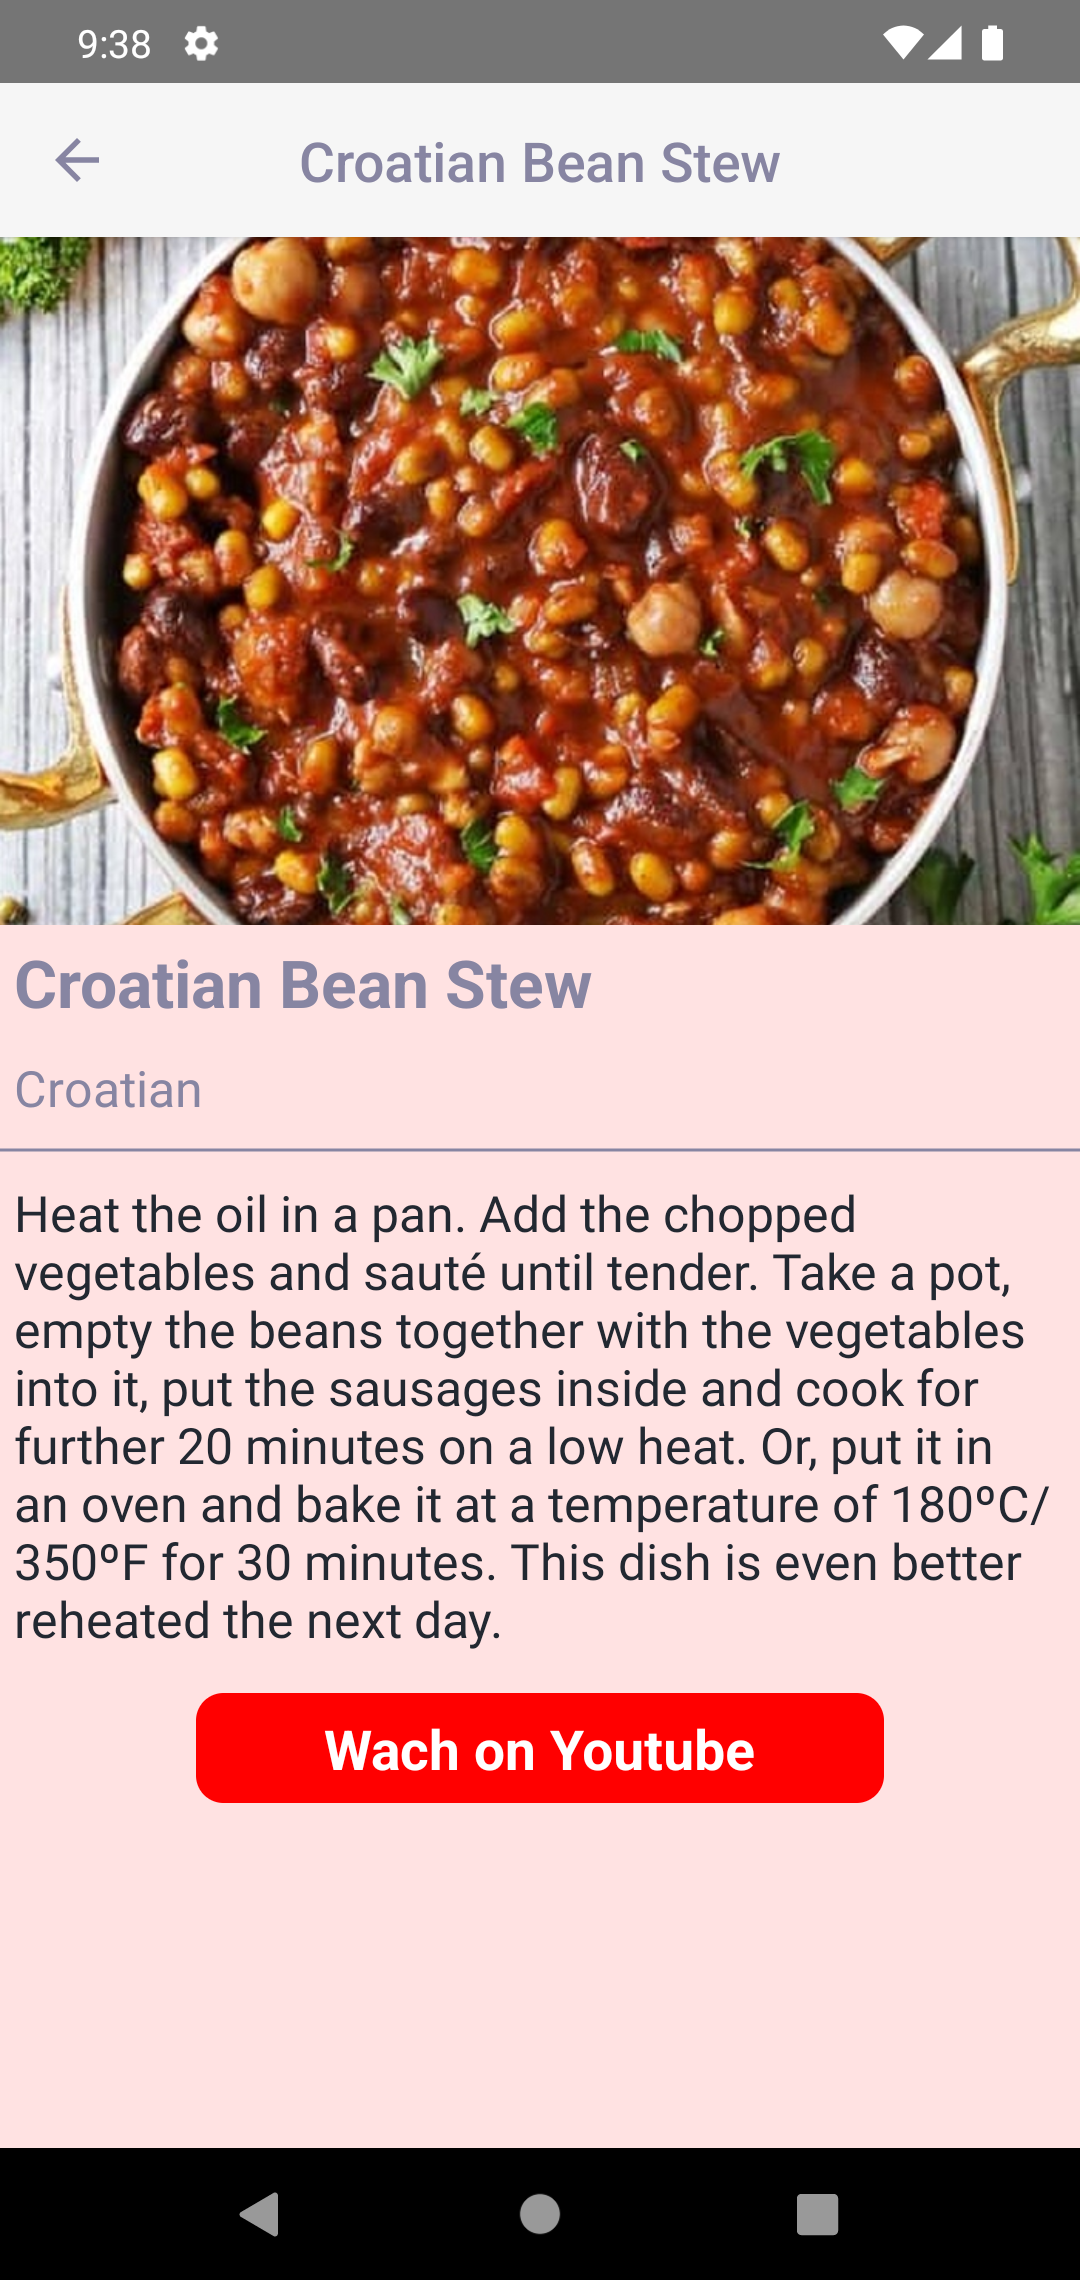 9:38
Croatian Bean Stew
Croatian Bean Stew
Croatian
Heat the oil in a pan. Add the chopped
vegetables and sauté until tender. Take a pot,
empty the beans together with the vegetables
into it, put the sausages inside and cook for
further 20 minutes on a low heat. Or, put it in
an oven and bake it at a temperature of 180ºC/
350ºF for 30 minutes. This dish is even better
reheated the next day.
Wach on Youtube